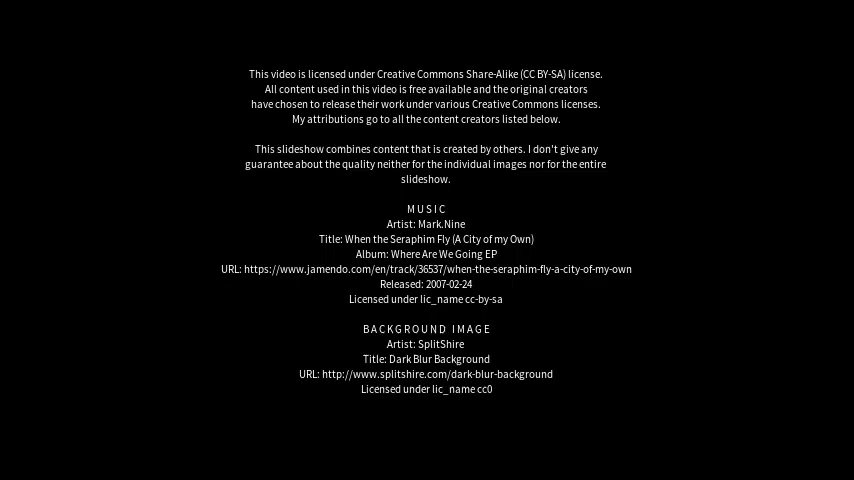 This video is licensed under Creative Commons Share-Alike (CC BY-SA) license.
All content used in this video is free available and the original creators
have chosen to release their work under various Creative Commons licenses.
My attributions go to all the content creators listed below.
This slideshow combines content that is created by others. I don't give any
guarantee about the quality neither for the individual images nor for the entire
slideshow.
MUSIC
Artist: Mark.Nine
Title: When the Seraphim Fly (A City of my Own)
Album: Where Are We Going EP
URL: https://www.jamendo.com/en/track/36537/when-the-seraphim-fly-a-city-of-my-own
Released: 2007-02-24
Licensed under lic_name cc-by-sa
BACKGROUND IMAGE
Artist: SplitShire
Title: Dark Blur Background
URL: http://www.splitshire.com/dark-blur-background
Licensed under lic_name cc0